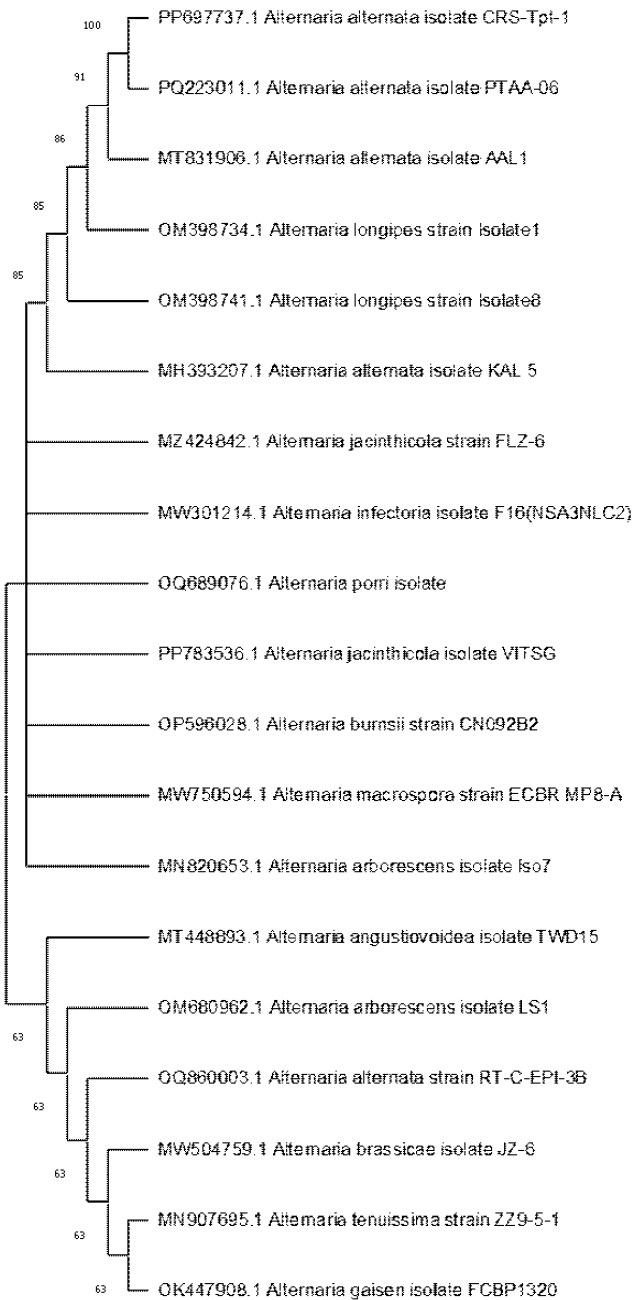 100
PP697737.1 Alternaria alternata isolate CRS-Tpt-1
91
PQ223011.1 Alternaria alternata isolate PTAA-06
86
MT831906.1 Alternaria alternata isolate AAL1
85
OM398734.1 Alternaria longipes strain Isolate1
85
OM398741.1 Alternaria longipes strain Isolate8
MH393207.1 Alternaria alternata isolate KAL 5
MZ424842.1 Alternaria jacinthicola strain FLZ-6
MW301214.1 Alternaria infectoria isolate F16(NSA3NLC2)
OQ689076.1 Alternaria porri isolate
PP783536.1 Alternaria jacinthicola isolate VITSG
OP596028.1 Alternaria burnsii strain CN092B2
MW750594.1 Alternaria macrospora strain ECBR MP8-A
MN820653.1 Alternaria arborescens isolate Iso7
MT448893.1 Alternaria angustiovoidea isolate TWD15
OM680962.1 Alternaria arborescens isolate LS1
63
OQ860003.1 Alternaria alternata strain RT-C-EPI-3B
63
MW504759.1 Alternaria brassicae isolate JZ-6
63
MN907695.1 Alternaria tenuissima strain ZZ9-5-1
63
OK447908.1 Alternaria gaisen isolate FCBP1320
63